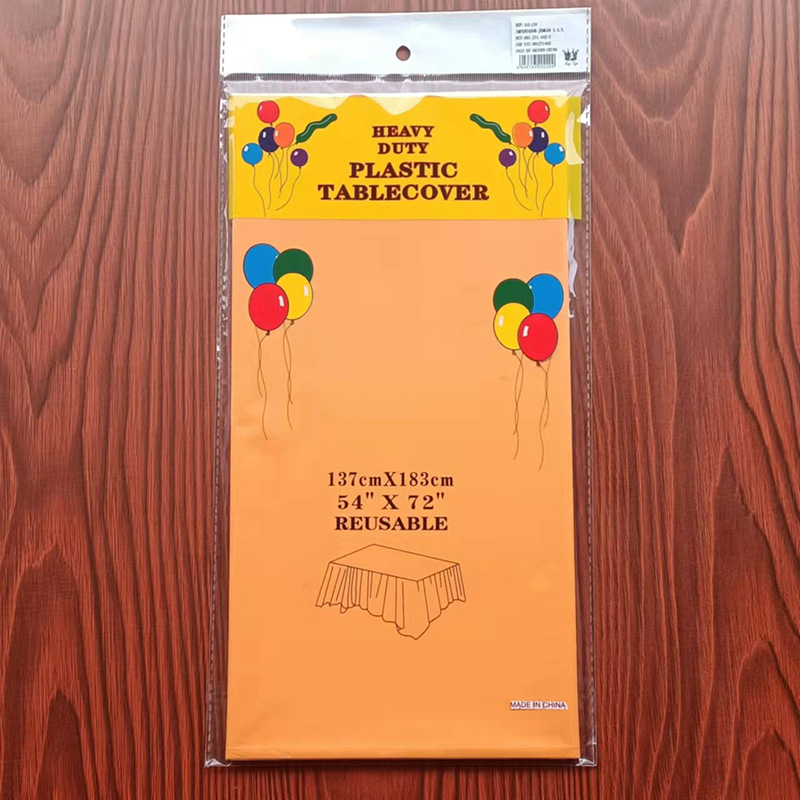 HEAVY
DUTY
PLASTIC
TABLECOVER
137cmX183cm
54" X 72"
REUSABLE
MADE IN CHINA